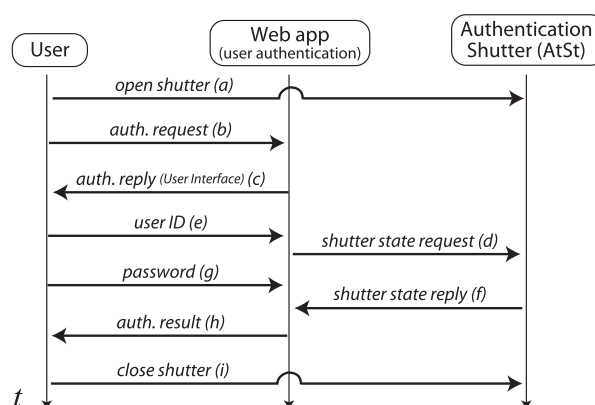 User
Web app
(user authentication)
Authentication
Shutter (AtSt)
open shutter (a)
auth. request (b)
auth. reply (User Interface) (c)
user ID (e)
shutter state request (d)
password (g)
shutter state reply (f)
auth. result (h)
close shutter (i)
t